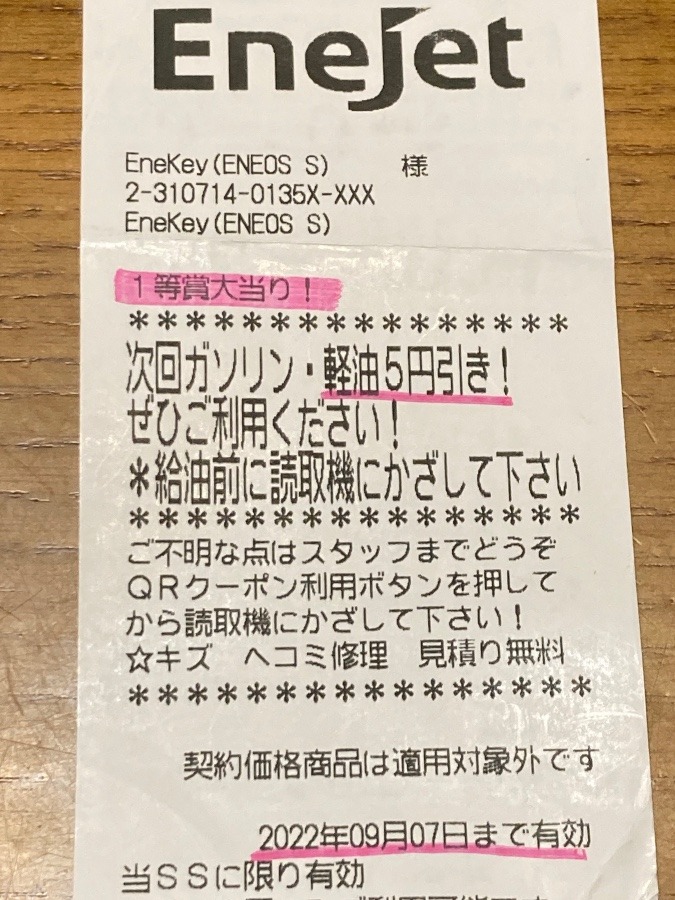 EneJet
EneKey(ENEOS S) 様
2-310714-0135X-XXX
EneKey(ENEOS S)
1等賞大当り!
****************
次回ガソリン・軽油5円引き!
ぜひご利用ください!
*給油前に読取機にかざして下さい
****************
ご不明な点はスタッフまでどうぞ
QRクーポン利用ボタンを押して
から読取機にかざして下さい!
☆キズ ヘコミ修理 見積り無料
****************
契約価格商品は適用対象外です
2022年09月07日まで有効
当SSに限り有効